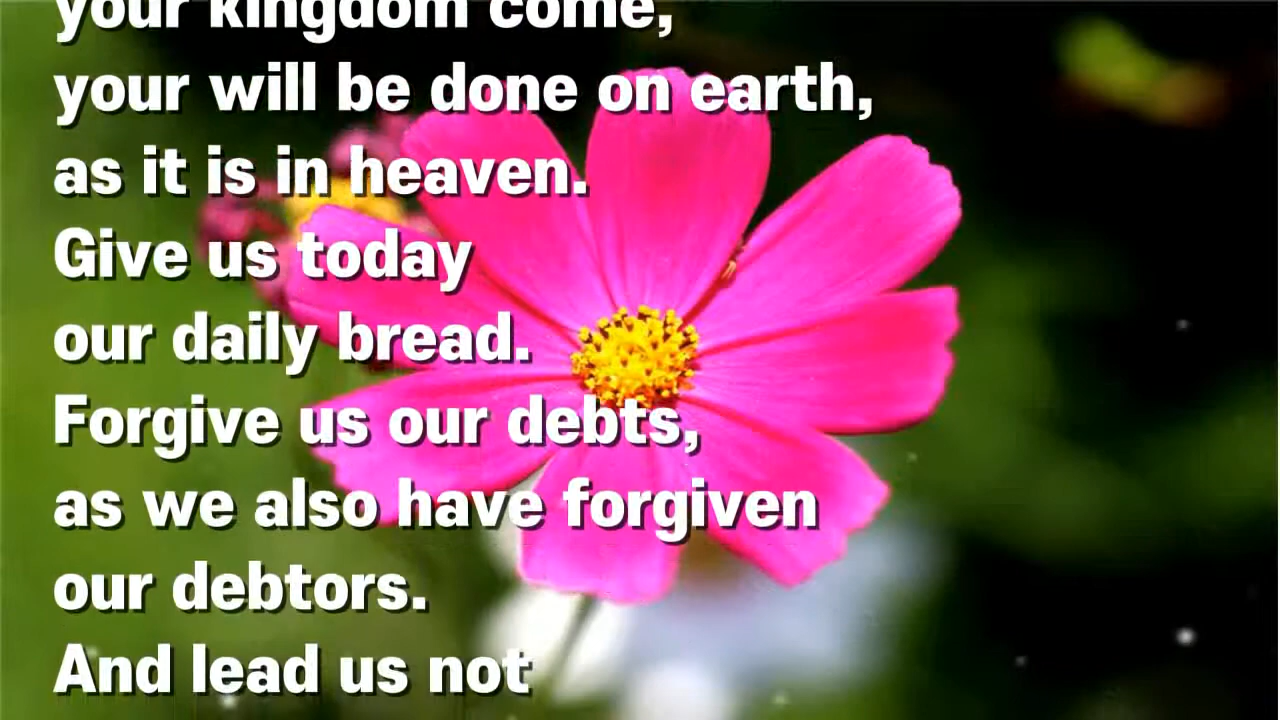 your kingdom come,
your will be done on earth,
as it is in heaven.
Give us today
our daily bread.
Forgive us our debts,
as we also have forgiven
our debtors.
And lead us not